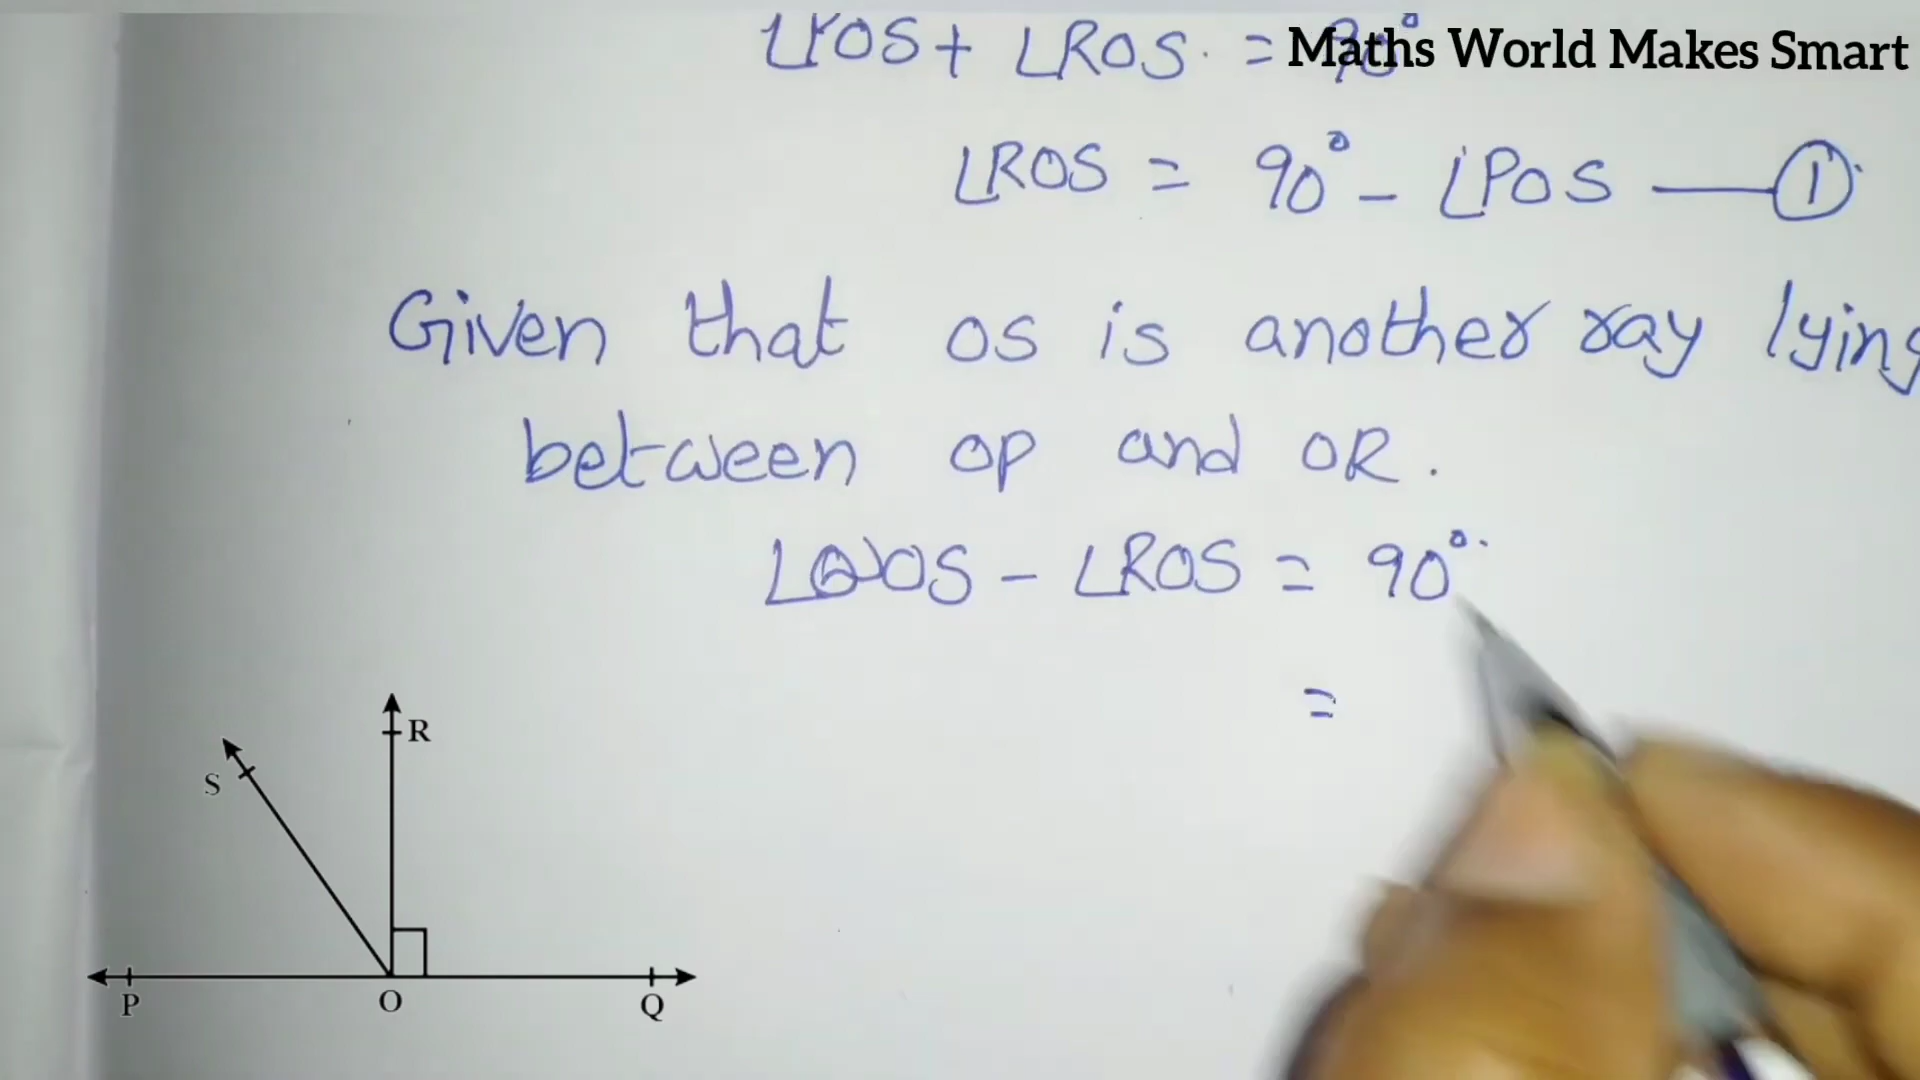 ∠POS + ∠ROS = 90°
Maths World Makes Smart
∠ROS = 90° - ∠POS — ①
Given that OS is another ray lying
between OP and OR.
∠QOS - ∠ROS = 90°
=
R
S
P O Q